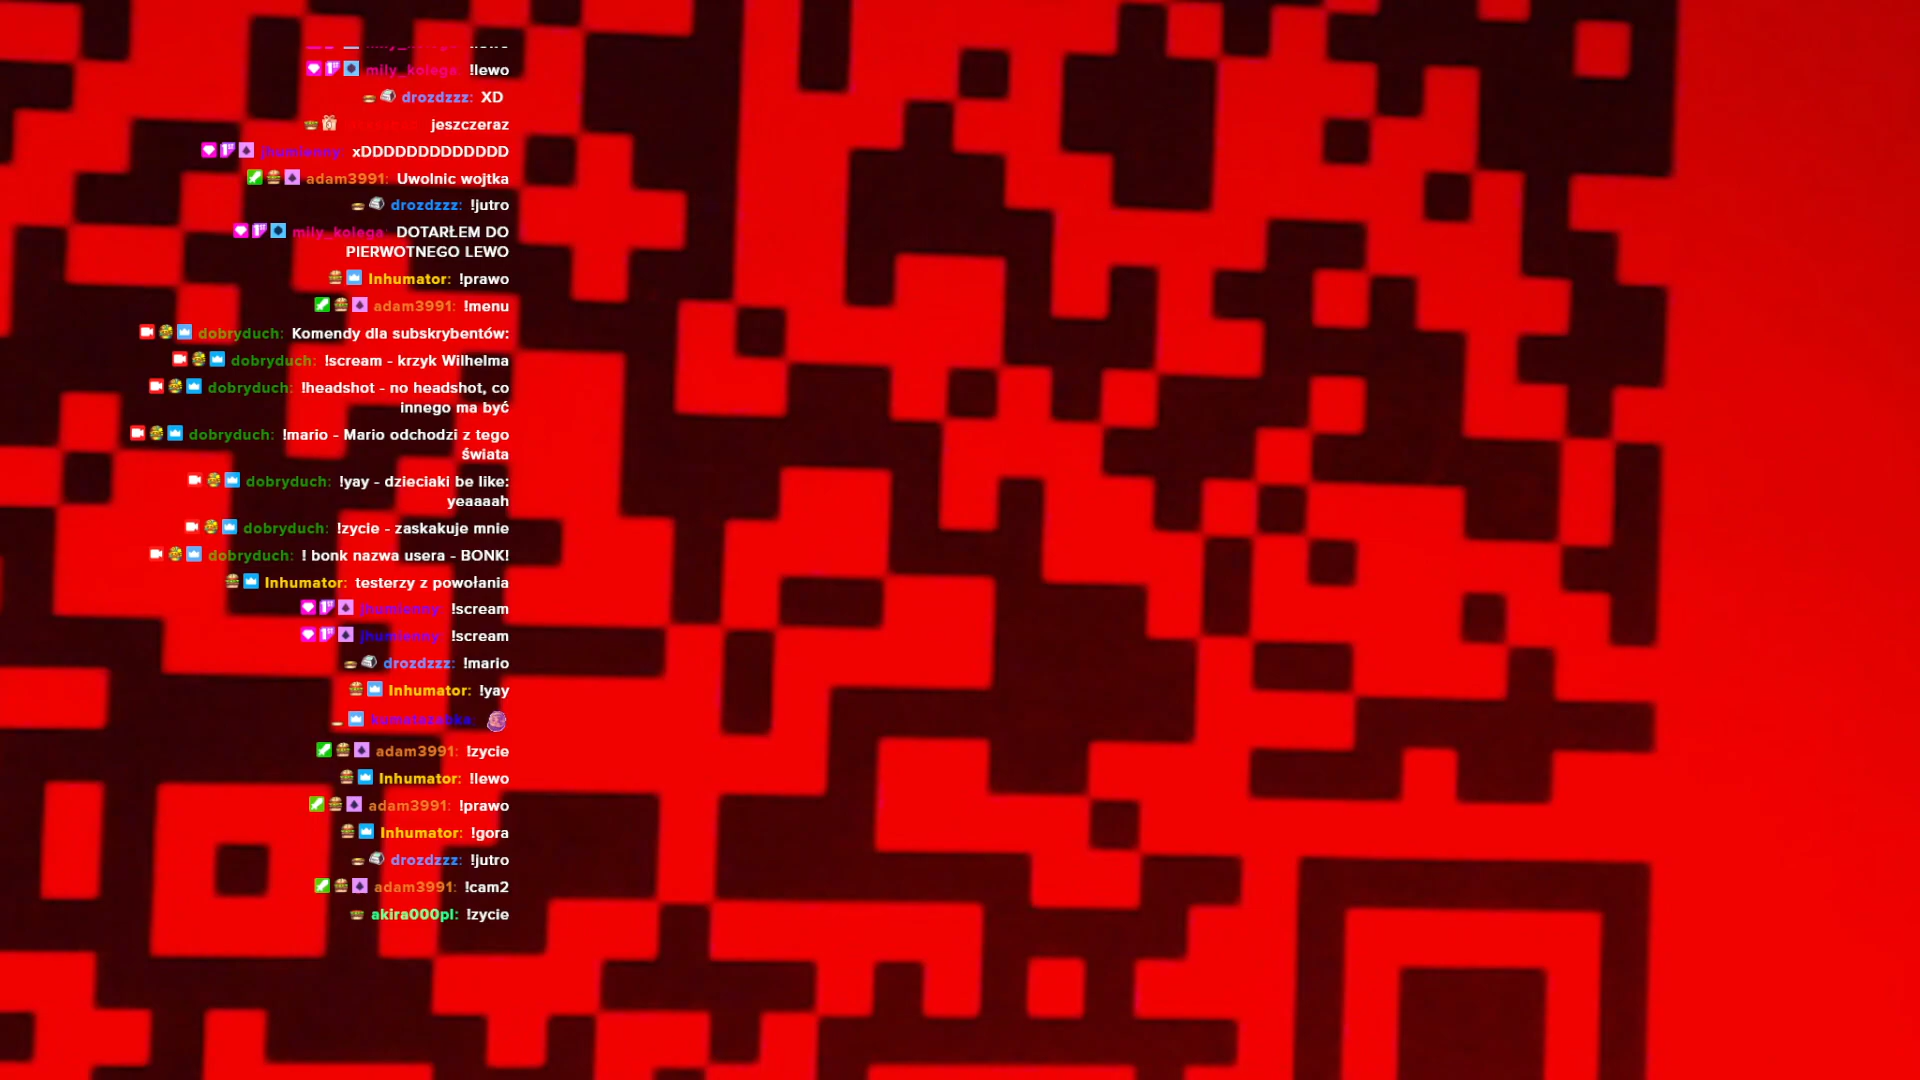 mily_kolega: !lewo
drozdzzz: XD
jeszczeraz
jhumienny: xDDDDDDDDDDDDD
adam3991: Uwolnic wojtka
drozdzzz: !jutro
mily_kolega: DOTARŁEM DO
PIERWOTNEGO LEWO
Inhumator: !prawo
adam3991: !menu
dobryduch: Komendy dla subskrybentów:
dobryduch: !scream - krzyk Wilhelma
dobryduch: !headshot - no headshot, co
innego ma być
dobryduch: !mario - Mario odchodzi z tego
świata
dobryduch: !yay - dzieciaki be like:
yeaaaah
dobryduch: !zycie - zaskakuje mnie
dobryduch: ! bonk nazwa usera - BONK!
Inhumator: testerzy z powołania
jhumienny: !scream
jhumienny: !scream
drozdzzz: !mario
Inhumator: !yay
adam3991: !zycie
Inhumator: !lewo
adam3991: !prawo
Inhumator: !gora
drozdzzz: !jutro
adam3991: !cam2
akira000pl: !zycie